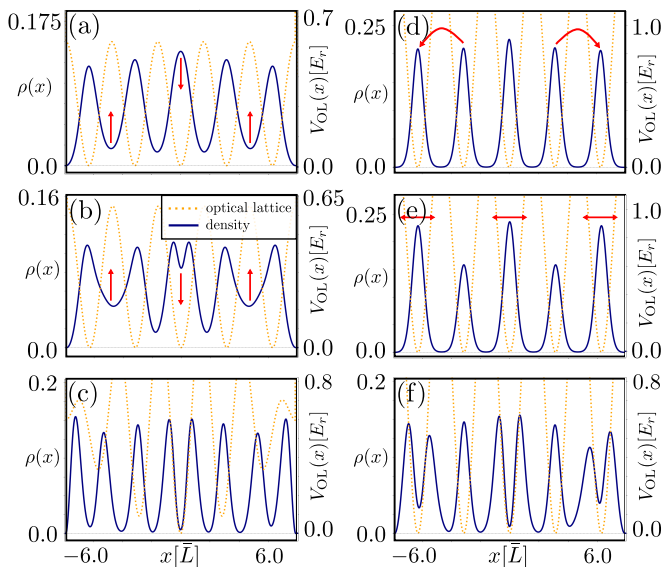 0.175 (a) 0.7
ρ(x) V_OL(x)[E_r]
0.0 0.0
0.25 (d) 1.0
ρ(x) V_OL(x)[E_r]
0.0 0.0
0.16 (b) 0.65
optical lattice
density
ρ(x) V_OL(x)[E_r]
0.0 0.0
0.25 (e) 1.0
ρ(x) V_OL(x)[E_r]
0.0 0.0
0.2 (c) 0.8
ρ(x) V_OL(x)[E_r]
0.0 0.0
−6.0 x[L̄] 6.0
0.2 (f) 0.8
ρ(x) V_OL(x)[E_r]
0.0 0.0
−6.0 x[L̄] 6.0